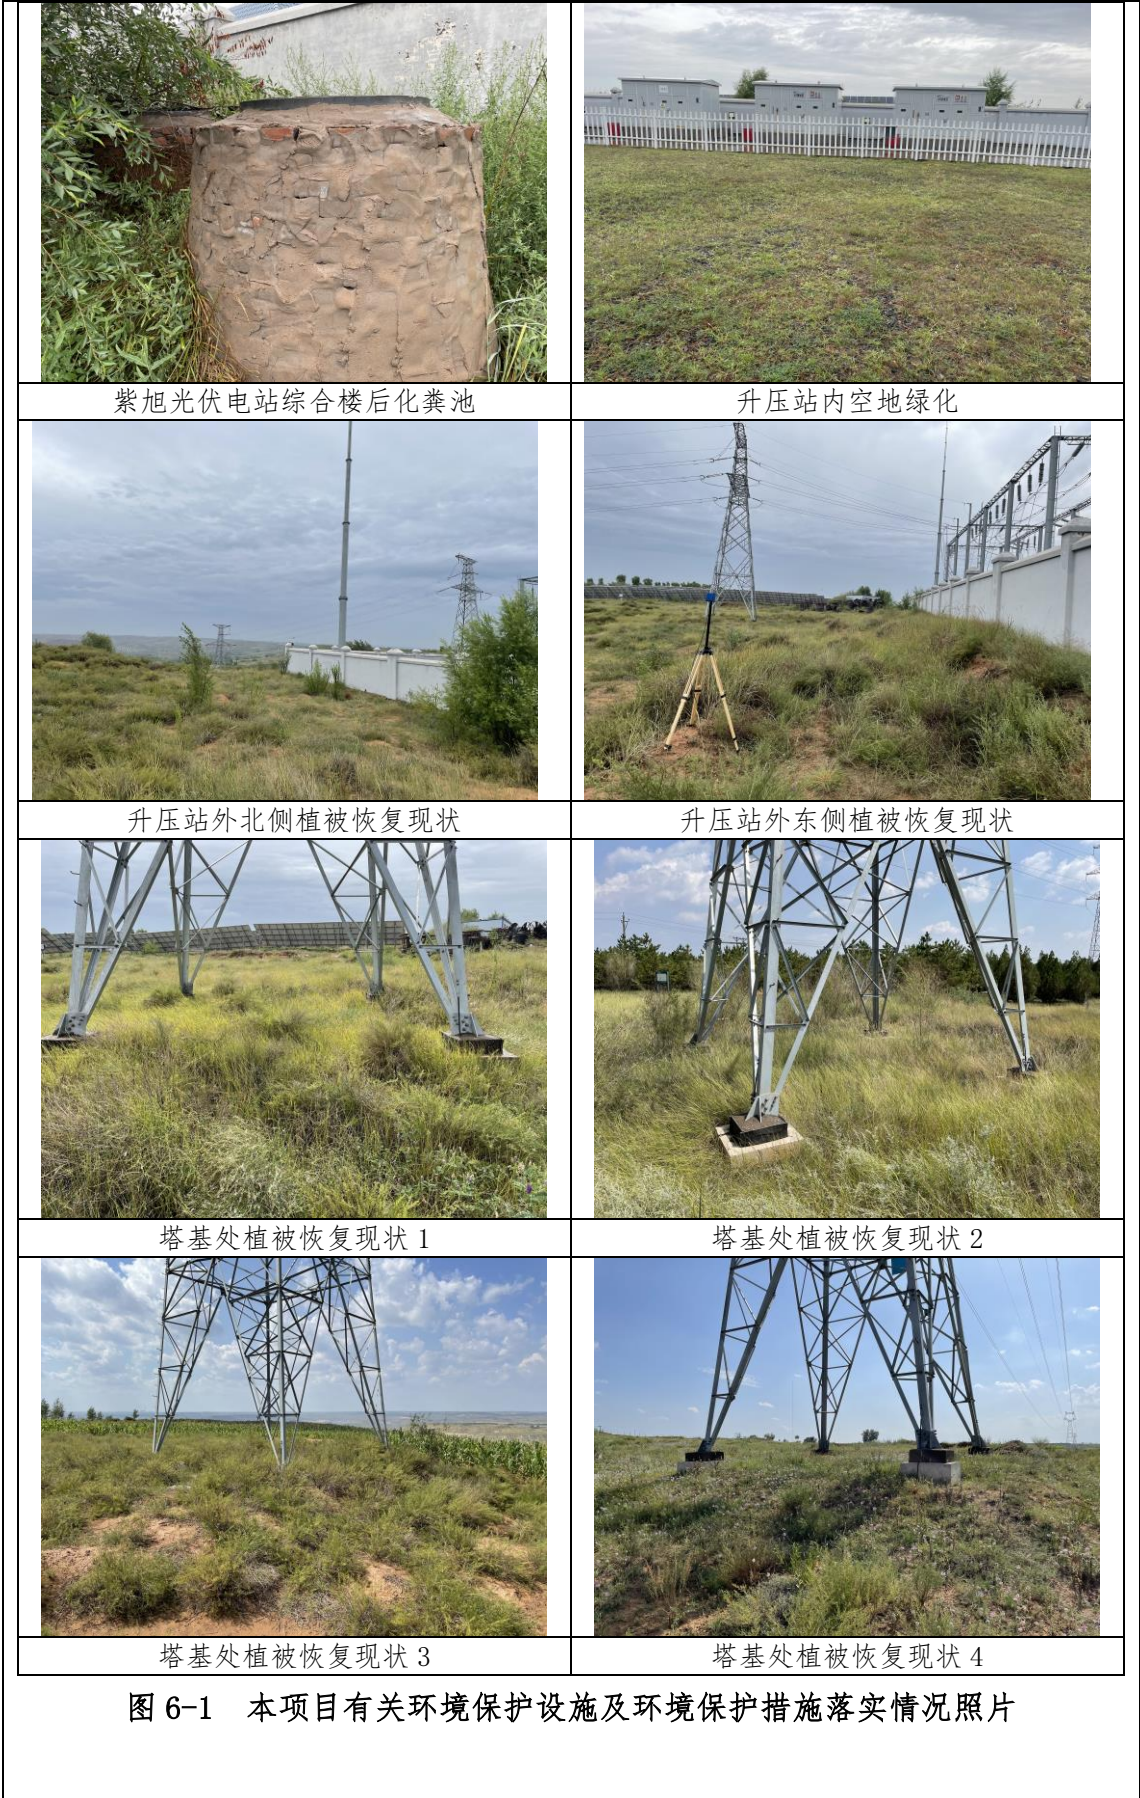 紫旭光伏电站综合楼后化粪池
升压站内空地绿化
升压站外北侧植被恢复现状
升压站外东侧植被恢复现状
塔基处植被恢复现状 1
塔基处植被恢复现状 2
塔基处植被恢复现状 3
塔基处植被恢复现状 4
图 6-1 本项目有关环境保护设施及环境保护措施落实情况照片